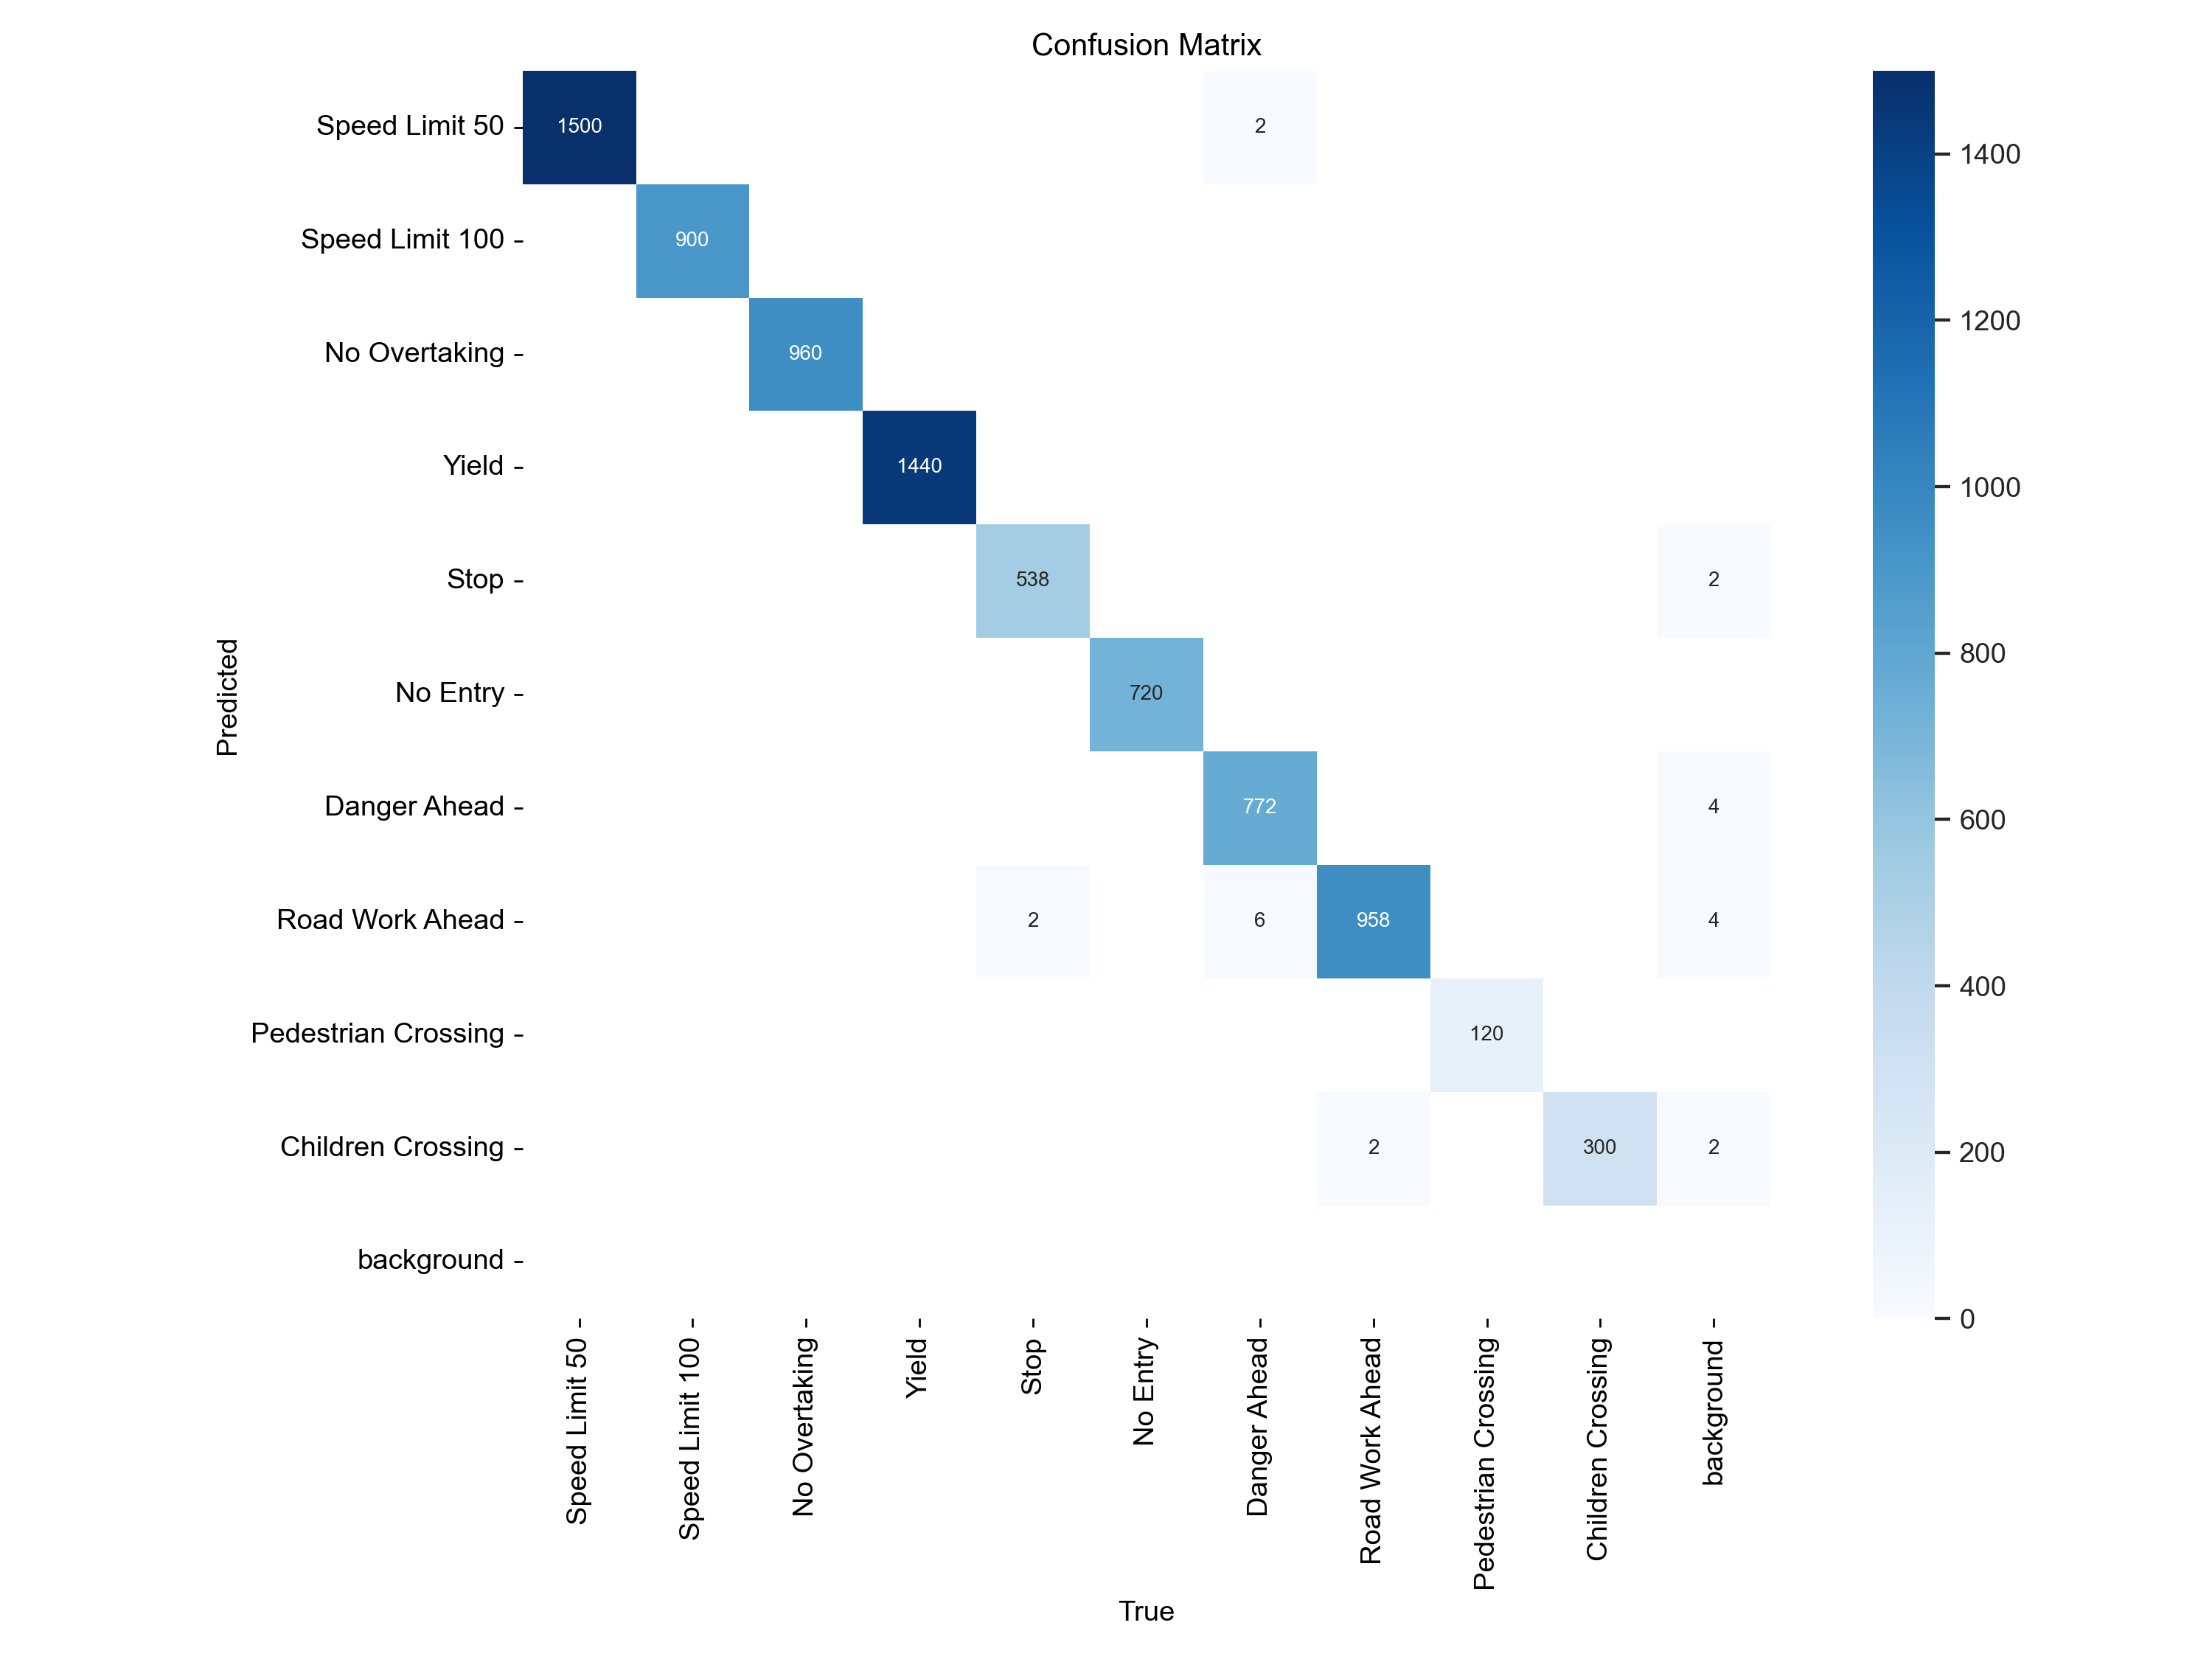 Confusion Matrix
Speed Limit 50
1500
2
1400
Speed Limit 100
900
1200
No Overtaking
960
Yield
1440
1000
Stop
538
2
Predicted
No Entry
720
800
Danger Ahead
772
4
600
Road Work Ahead
2
6
958
4
400
Pedestrian Crossing
120
Children Crossing
2
300
2
200
background
0
Speed Limit 50
Speed Limit 100
No Overtaking
Yield
Stop
No Entry
Danger Ahead
Road Work Ahead
Pedestrian Crossing
Children Crossing
background
True